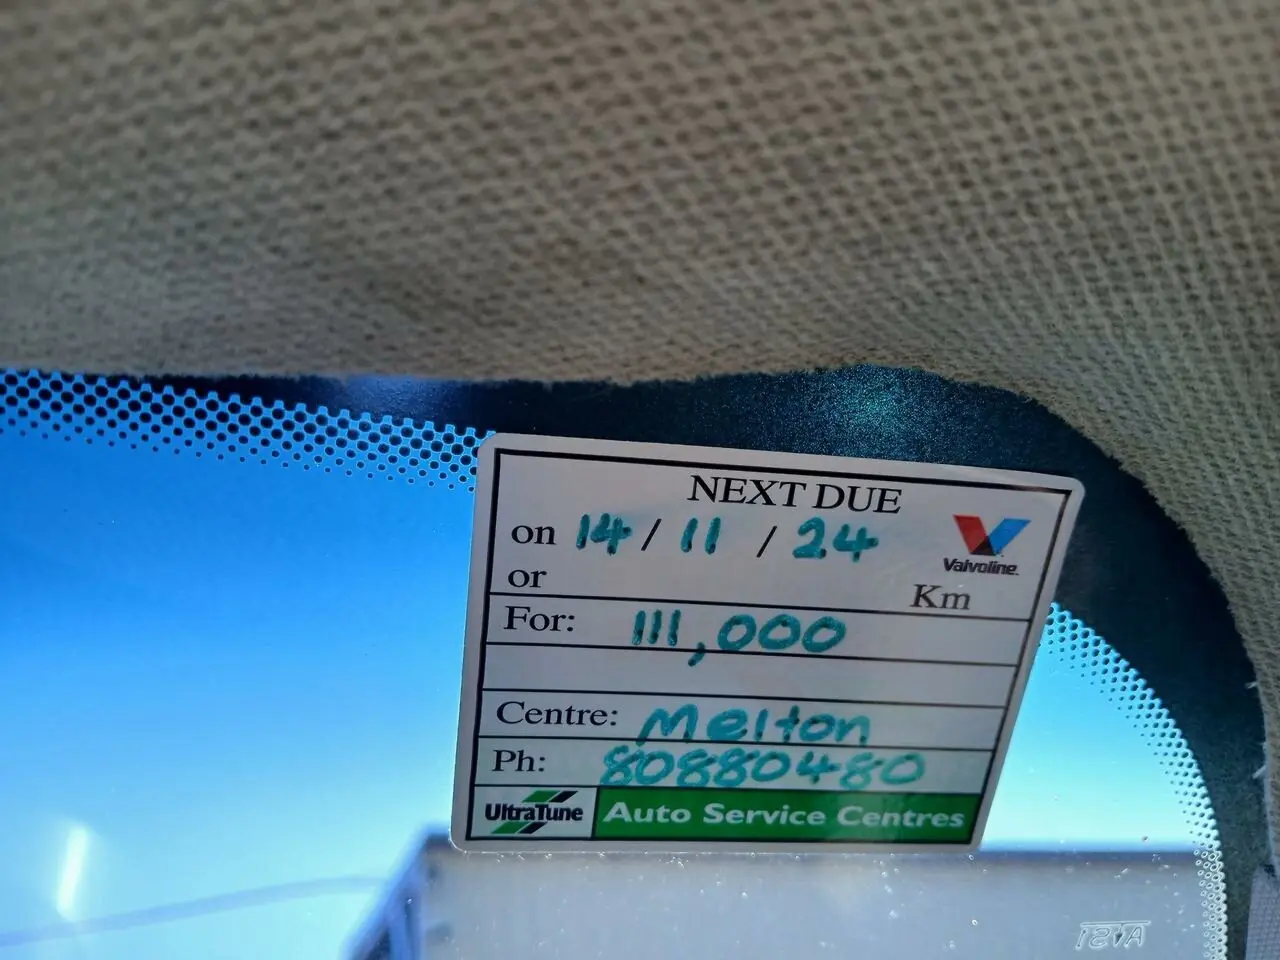 NEXT DUE
on 14 / 11 / 24
Valvoline.
or Km
For: 111,000
Centre: Melton
Ph: 80880480
UltraTune Auto Service Centres